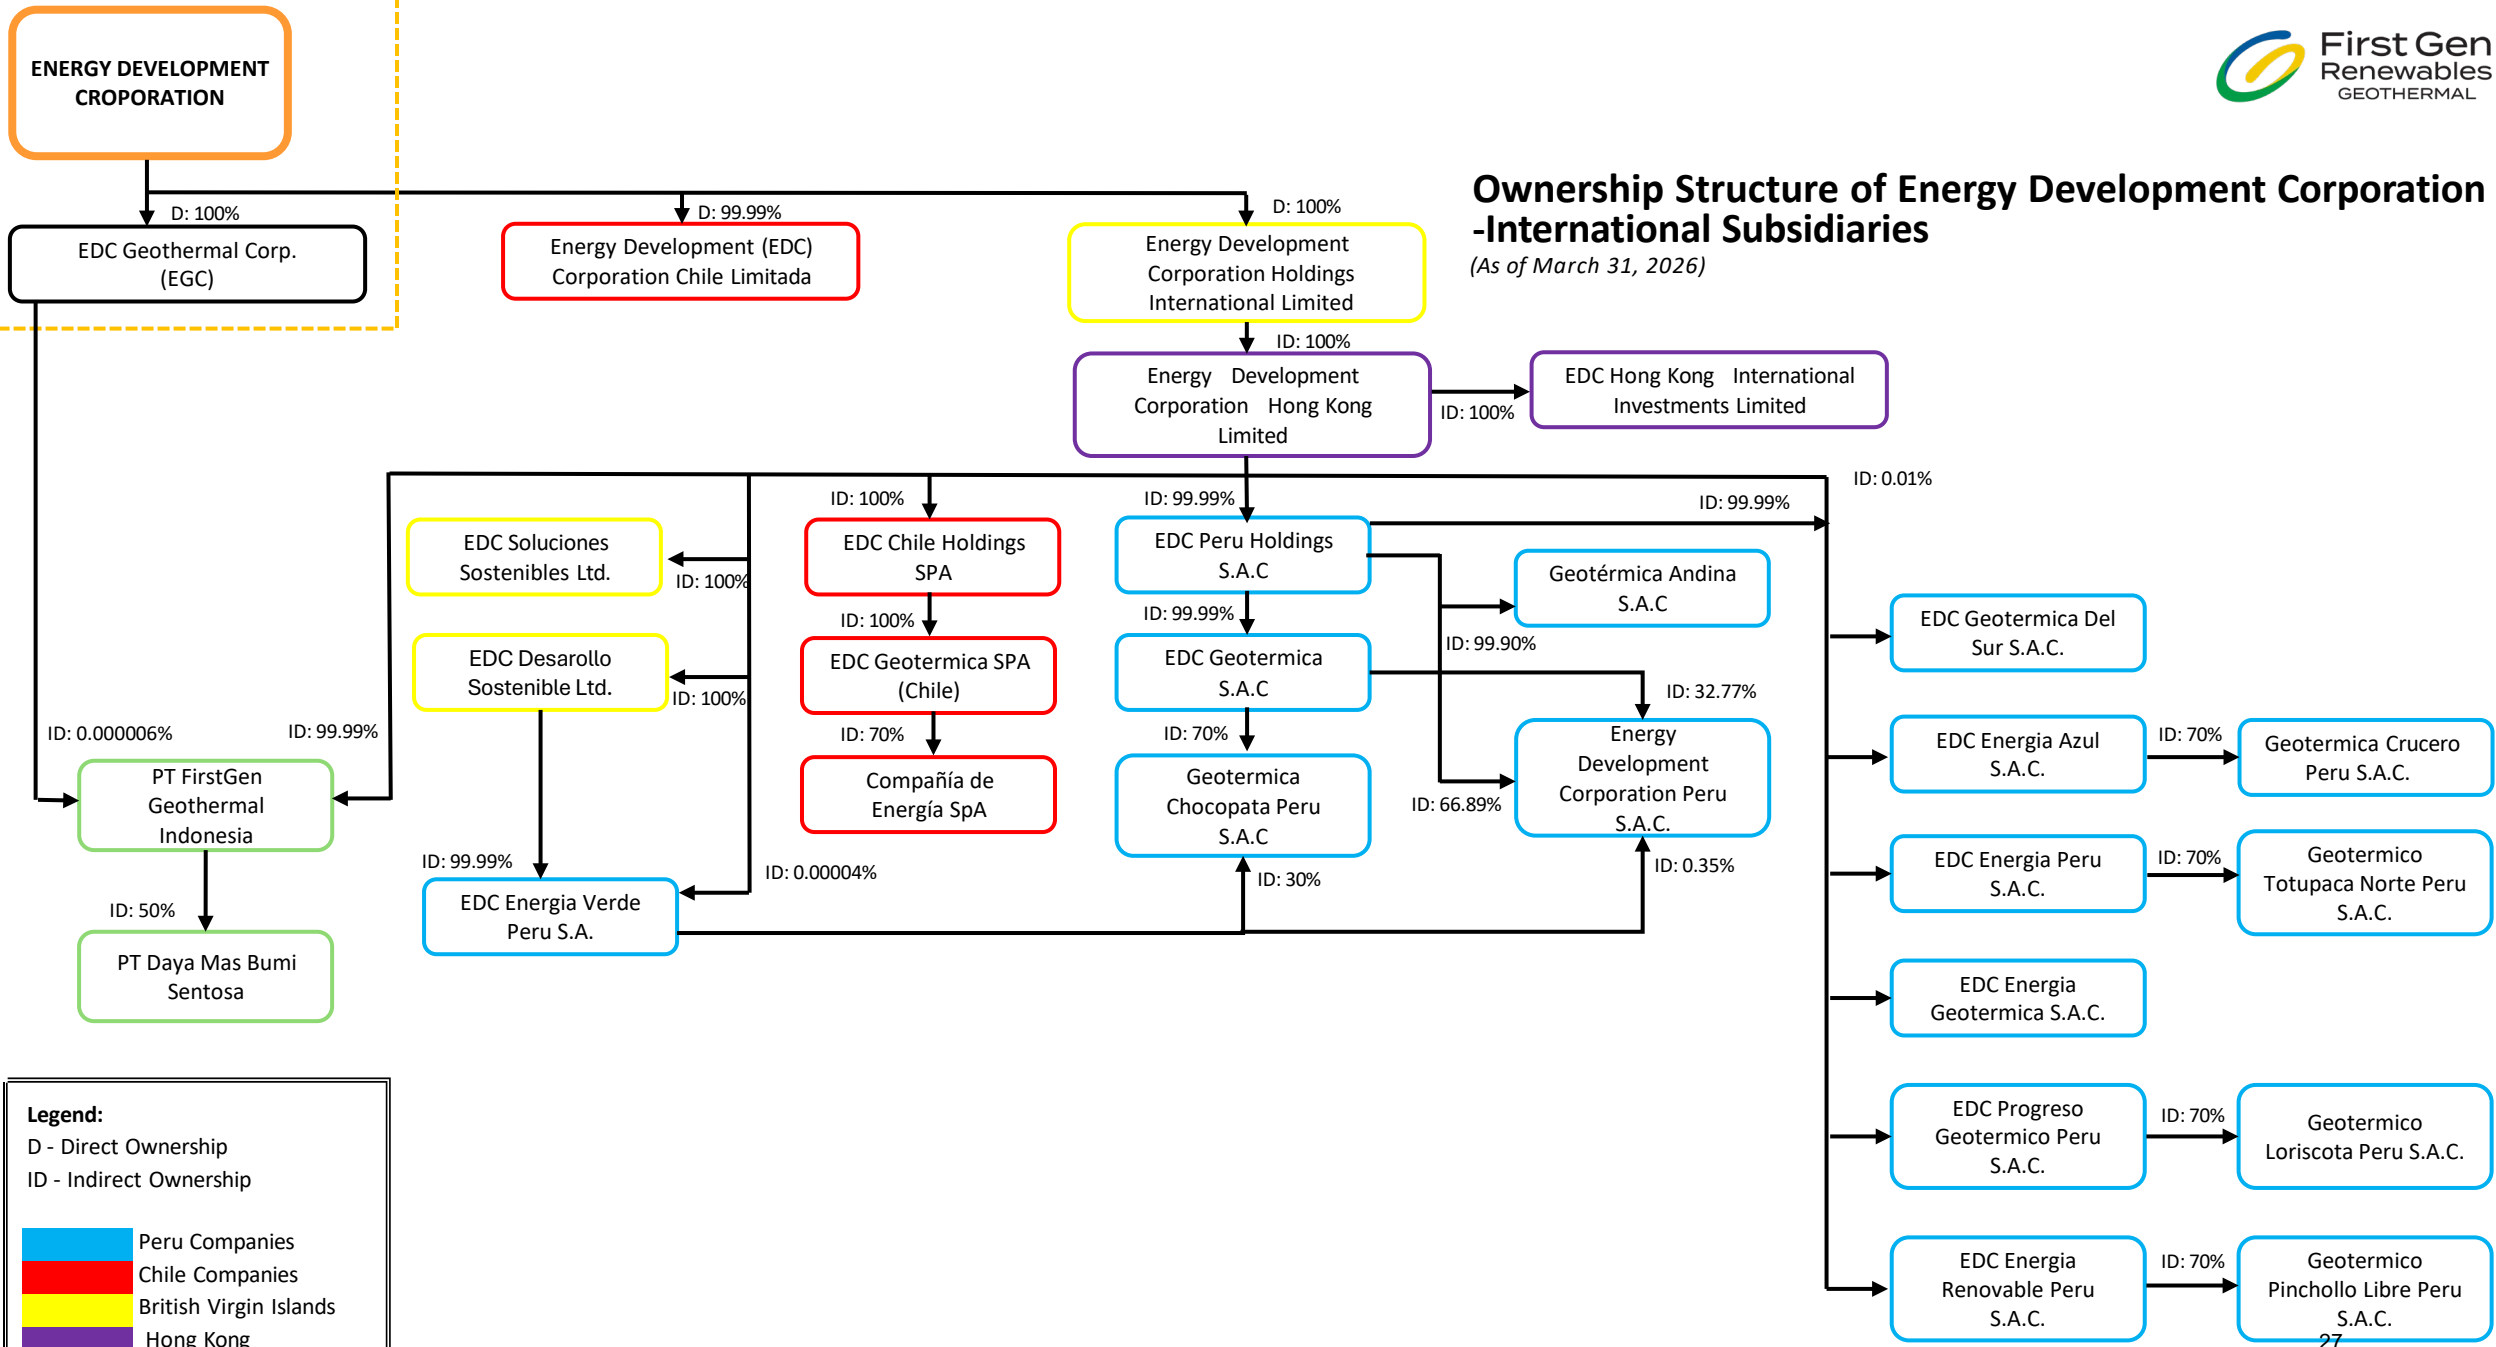 ENERGY DEVELOPMENT
CROPORATION
First Gen
Renewables
GEOTHERMAL
Ownership Structure of Energy Development Corporation
-International Subsidiaries
(As of March 31, 2026)
D: 100%
D: 99.99%
D: 100%
EDC Geothermal Corp.
(EGC)
Energy Development (EDC)
Corporation Chile Limitada
Energy Development
Corporation Holdings
International Limited
ID: 100%
Energy Development
Corporation Hong Kong
Limited
ID: 100%
EDC Hong Kong International
Investments Limited
ID: 0.01%
ID: 100%
ID: 99.99%
ID: 99.99%
EDC Soluciones
Sostenibles Ltd.
ID: 100%
EDC Chile Holdings
SPA
EDC Peru Holdings
S.A.C
Geotérmica Andina
S.A.C
ID: 100%
ID: 99.99%
ID: 99.90%
EDC Desarollo
Sostenible Ltd.
ID: 100%
EDC Geotermica SPA
(Chile)
EDC Geotermica
S.A.C
ID: 32.77%
EDC Geotermica Del
Sur S.A.C.
ID: 0.000006%
ID: 99.99%
ID: 70%
ID: 70%
PT FirstGen
Geothermal
Indonesia
Compañía de
Energía SpA
Geotermica
Chocopata Peru
S.A.C
ID: 66.89%
Energy
Development
Corporation Peru
S.A.C.
EDC Energia Azul
S.A.C.
ID: 70%
Geotermica Crucero
Peru S.A.C.
ID: 99.99%
ID: 0.00004%
ID: 30%
ID: 0.35%
EDC Energia Peru
S.A.C.
ID: 70%
Geotermico
Totupaca Norte Peru
S.A.C.
ID: 50%
EDC Energia Verde
Peru S.A.
PT Daya Mas Bumi
Sentosa
EDC Energia
Geotermica S.A.C.
EDC Progreso
Geotermico Peru
S.A.C.
ID: 70%
Geotermico
Loriscota Peru S.A.C.
EDC Energia
Renovable Peru
S.A.C.
ID: 70%
Geotermico
Pinchollo Libre Peru
S.A.C.
Legend:
D - Direct Ownership
ID - Indirect Ownership
Peru Companies
Chile Companies
British Virgin Islands
Hong Kong
27